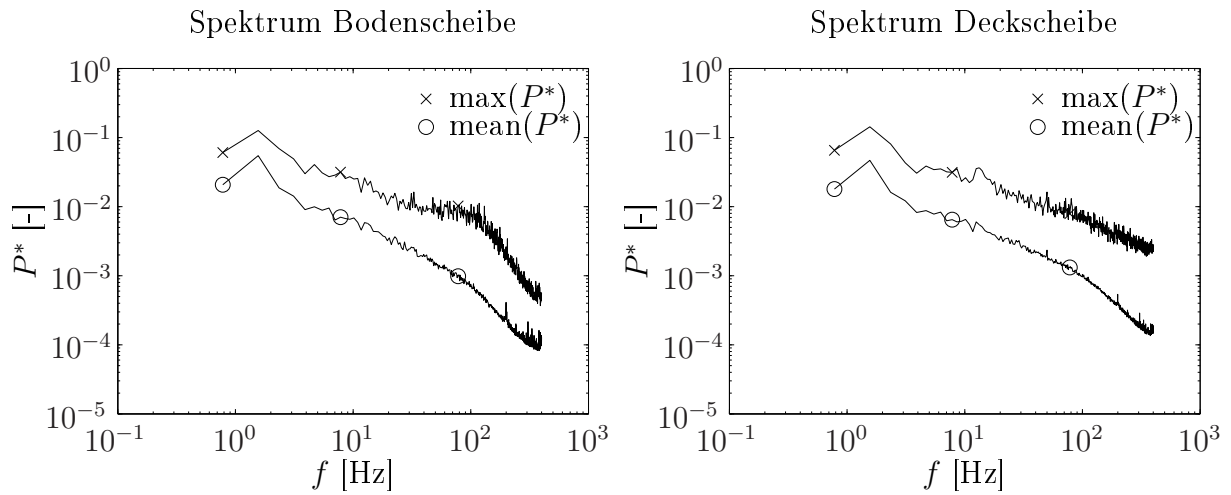 Spektrum Bodenscheibe
10^0
10^{-1}
10^{-2}
10^{-3}
10^{-4}
10^{-5}
P* [-]
× max(P*)
○ mean(P*)
10^{-1} 10^0 10^1 10^2 10^3
f [Hz]
Spektrum Deckscheibe
10^0
10^{-1}
10^{-2}
10^{-3}
10^{-4}
10^{-5}
P* [-]
× max(P*)
○ mean(P*)
10^{-1} 10^0 10^1 10^2 10^3
f [Hz]